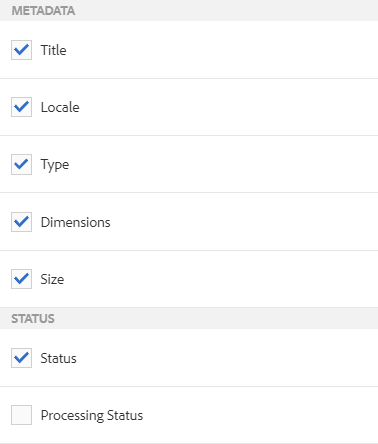 METADATA
Title
Locale
Type
Dimensions
Size
STATUS
Status
Processing Status